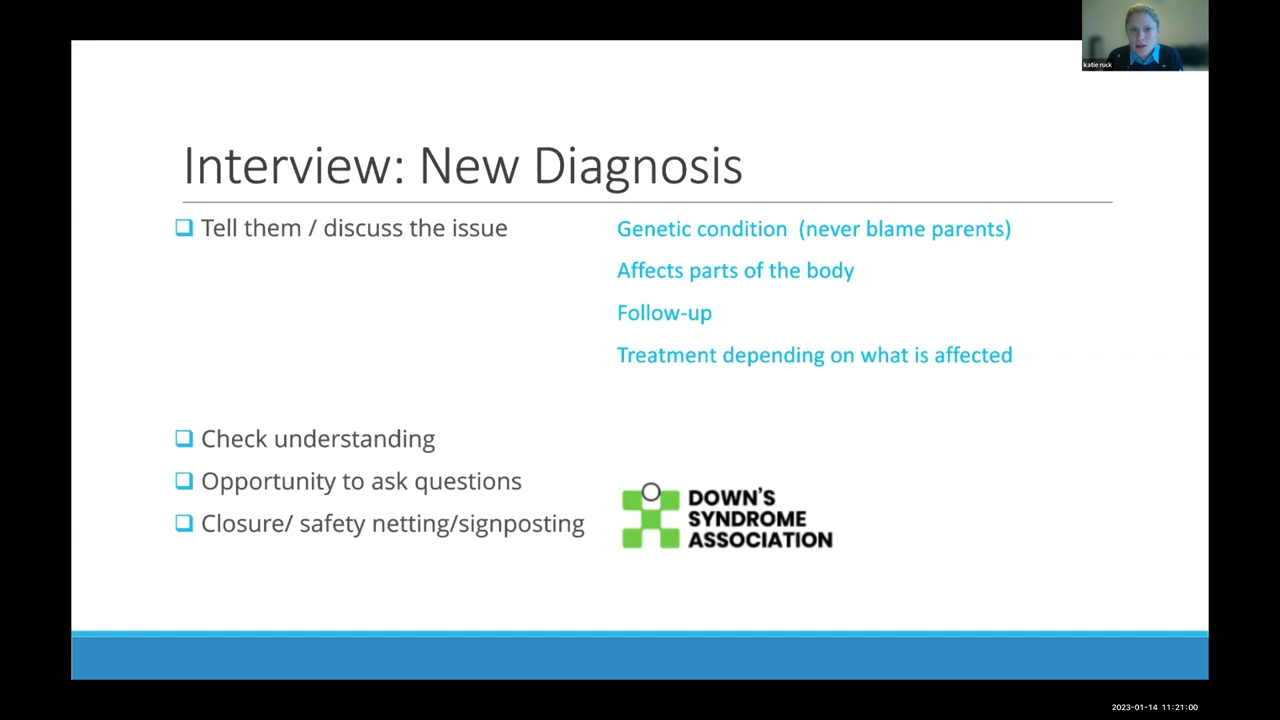 katie ruck
Interview: New Diagnosis
Tell them / discuss the issue
Genetic condition (never blame parents)
Affects parts of the body
Follow-up
Treatment depending on what is affected
Check understanding
Opportunity to ask questions
Closure/ safety netting/signposting
DOWN'S
SYNDROME
ASSOCIATION
2023-01-14 11:21:00